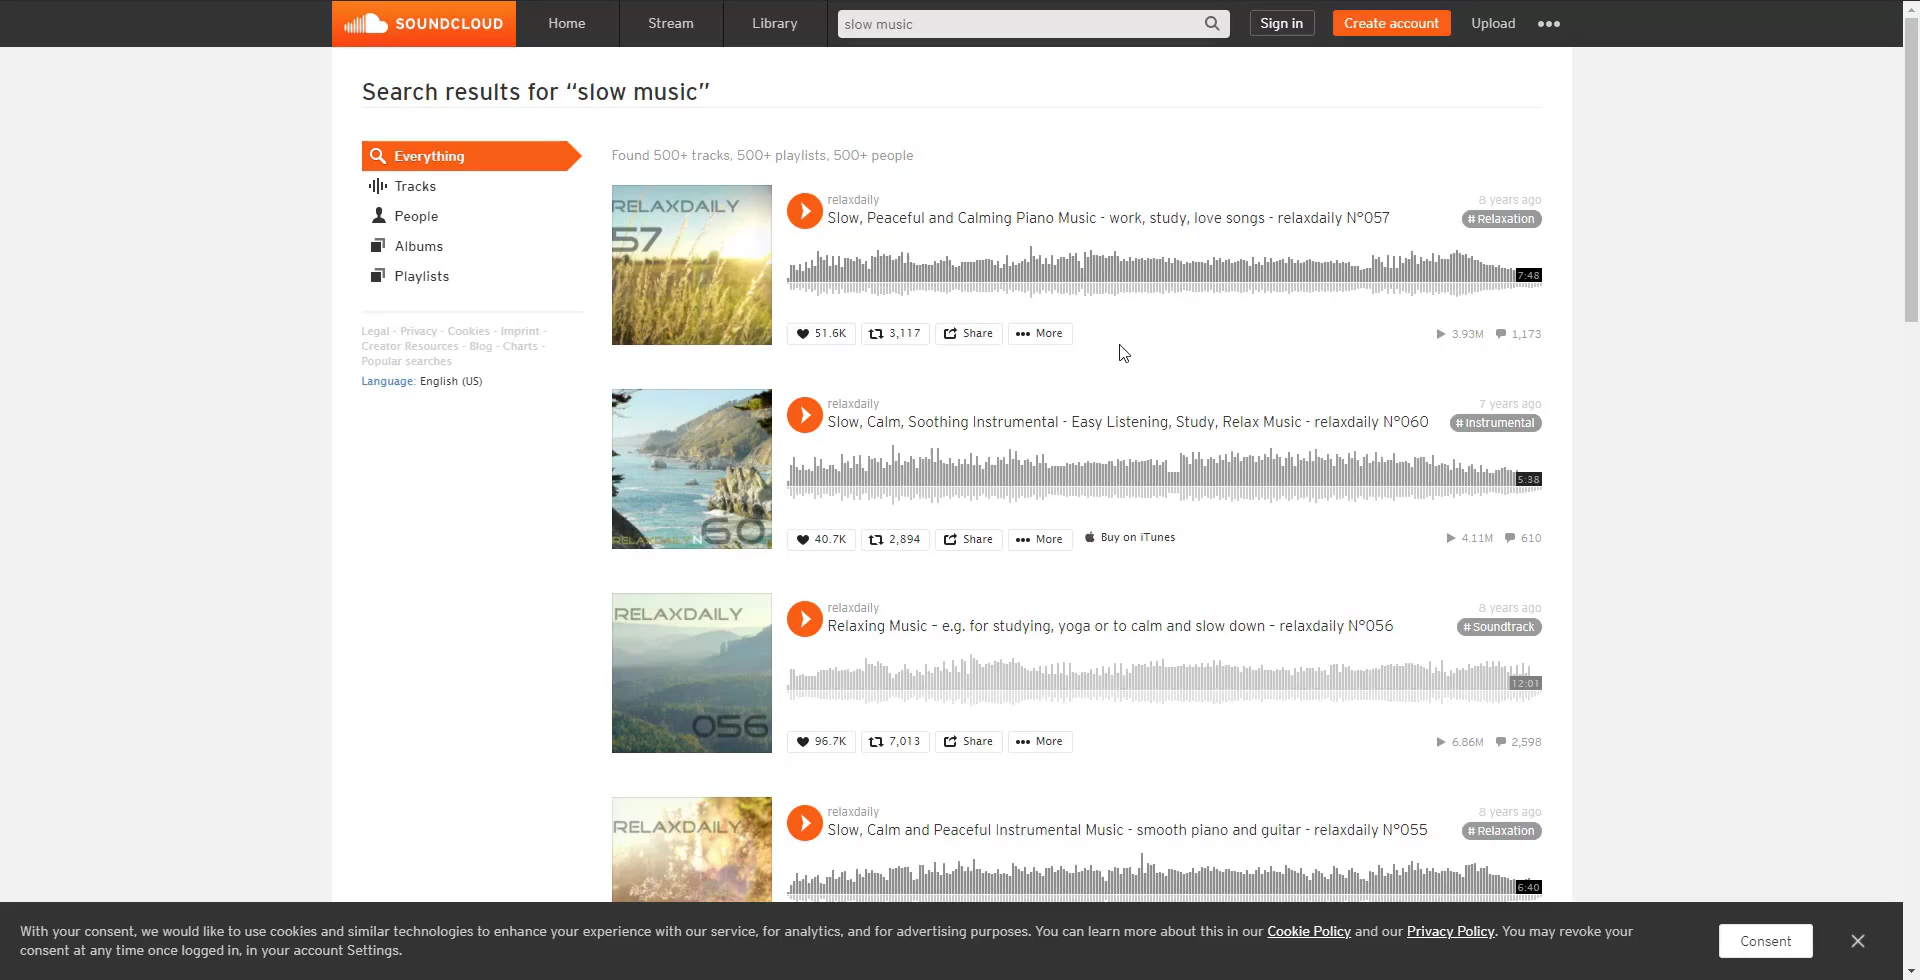 SOUNDCLOUD
Home
Stream
Library
slow music
Sign in
Create account
Upload
Search results for “slow music”
Everything
Tracks
People
Albums
Playlists
Legal - Privacy - Cookies - Imprint -
Creator Resources - Blog - Charts -
Popular searches
Language: English (US)
Found 500+ tracks, 500+ playlists, 500+ people
RELAXDAILY
57
relaxdaily
8 years ago
Slow, Peaceful and Calming Piano Music - work, study, love songs - relaxdaily N°057
# Relaxation
7:48
51.6K
3,117
Share
More
3.93M
1,173
60
RELAXDAILY N
relaxdaily
7 years ago
Slow, Calm, Soothing Instrumental - Easy Listening, Study, Relax Music - relaxdaily N°060
# Instrumental
5:38
40.7K
2,894
Share
More
Buy on iTunes
4.11M
610
RELAXDAILY
056
relaxdaily
8 years ago
Relaxing Music – e.g. for studying, yoga or to calm and slow down – relaxdaily N°056
# Soundtrack
12:01
96.7K
7,013
Share
More
6.86M
2,598
RELAXDAILY
relaxdaily
8 years ago
Slow, Calm and Peaceful Instrumental Music - smooth piano and guitar - relaxdaily N°055
# Relaxation
6:40
With your consent, we would like to use cookies and similar technologies to enhance your experience with our service, for analytics, and for advertising purposes. You can learn more about this in our Cookie Policy and our Privacy Policy. You may revoke your
consent at any time once logged in, in your account Settings.
Consent